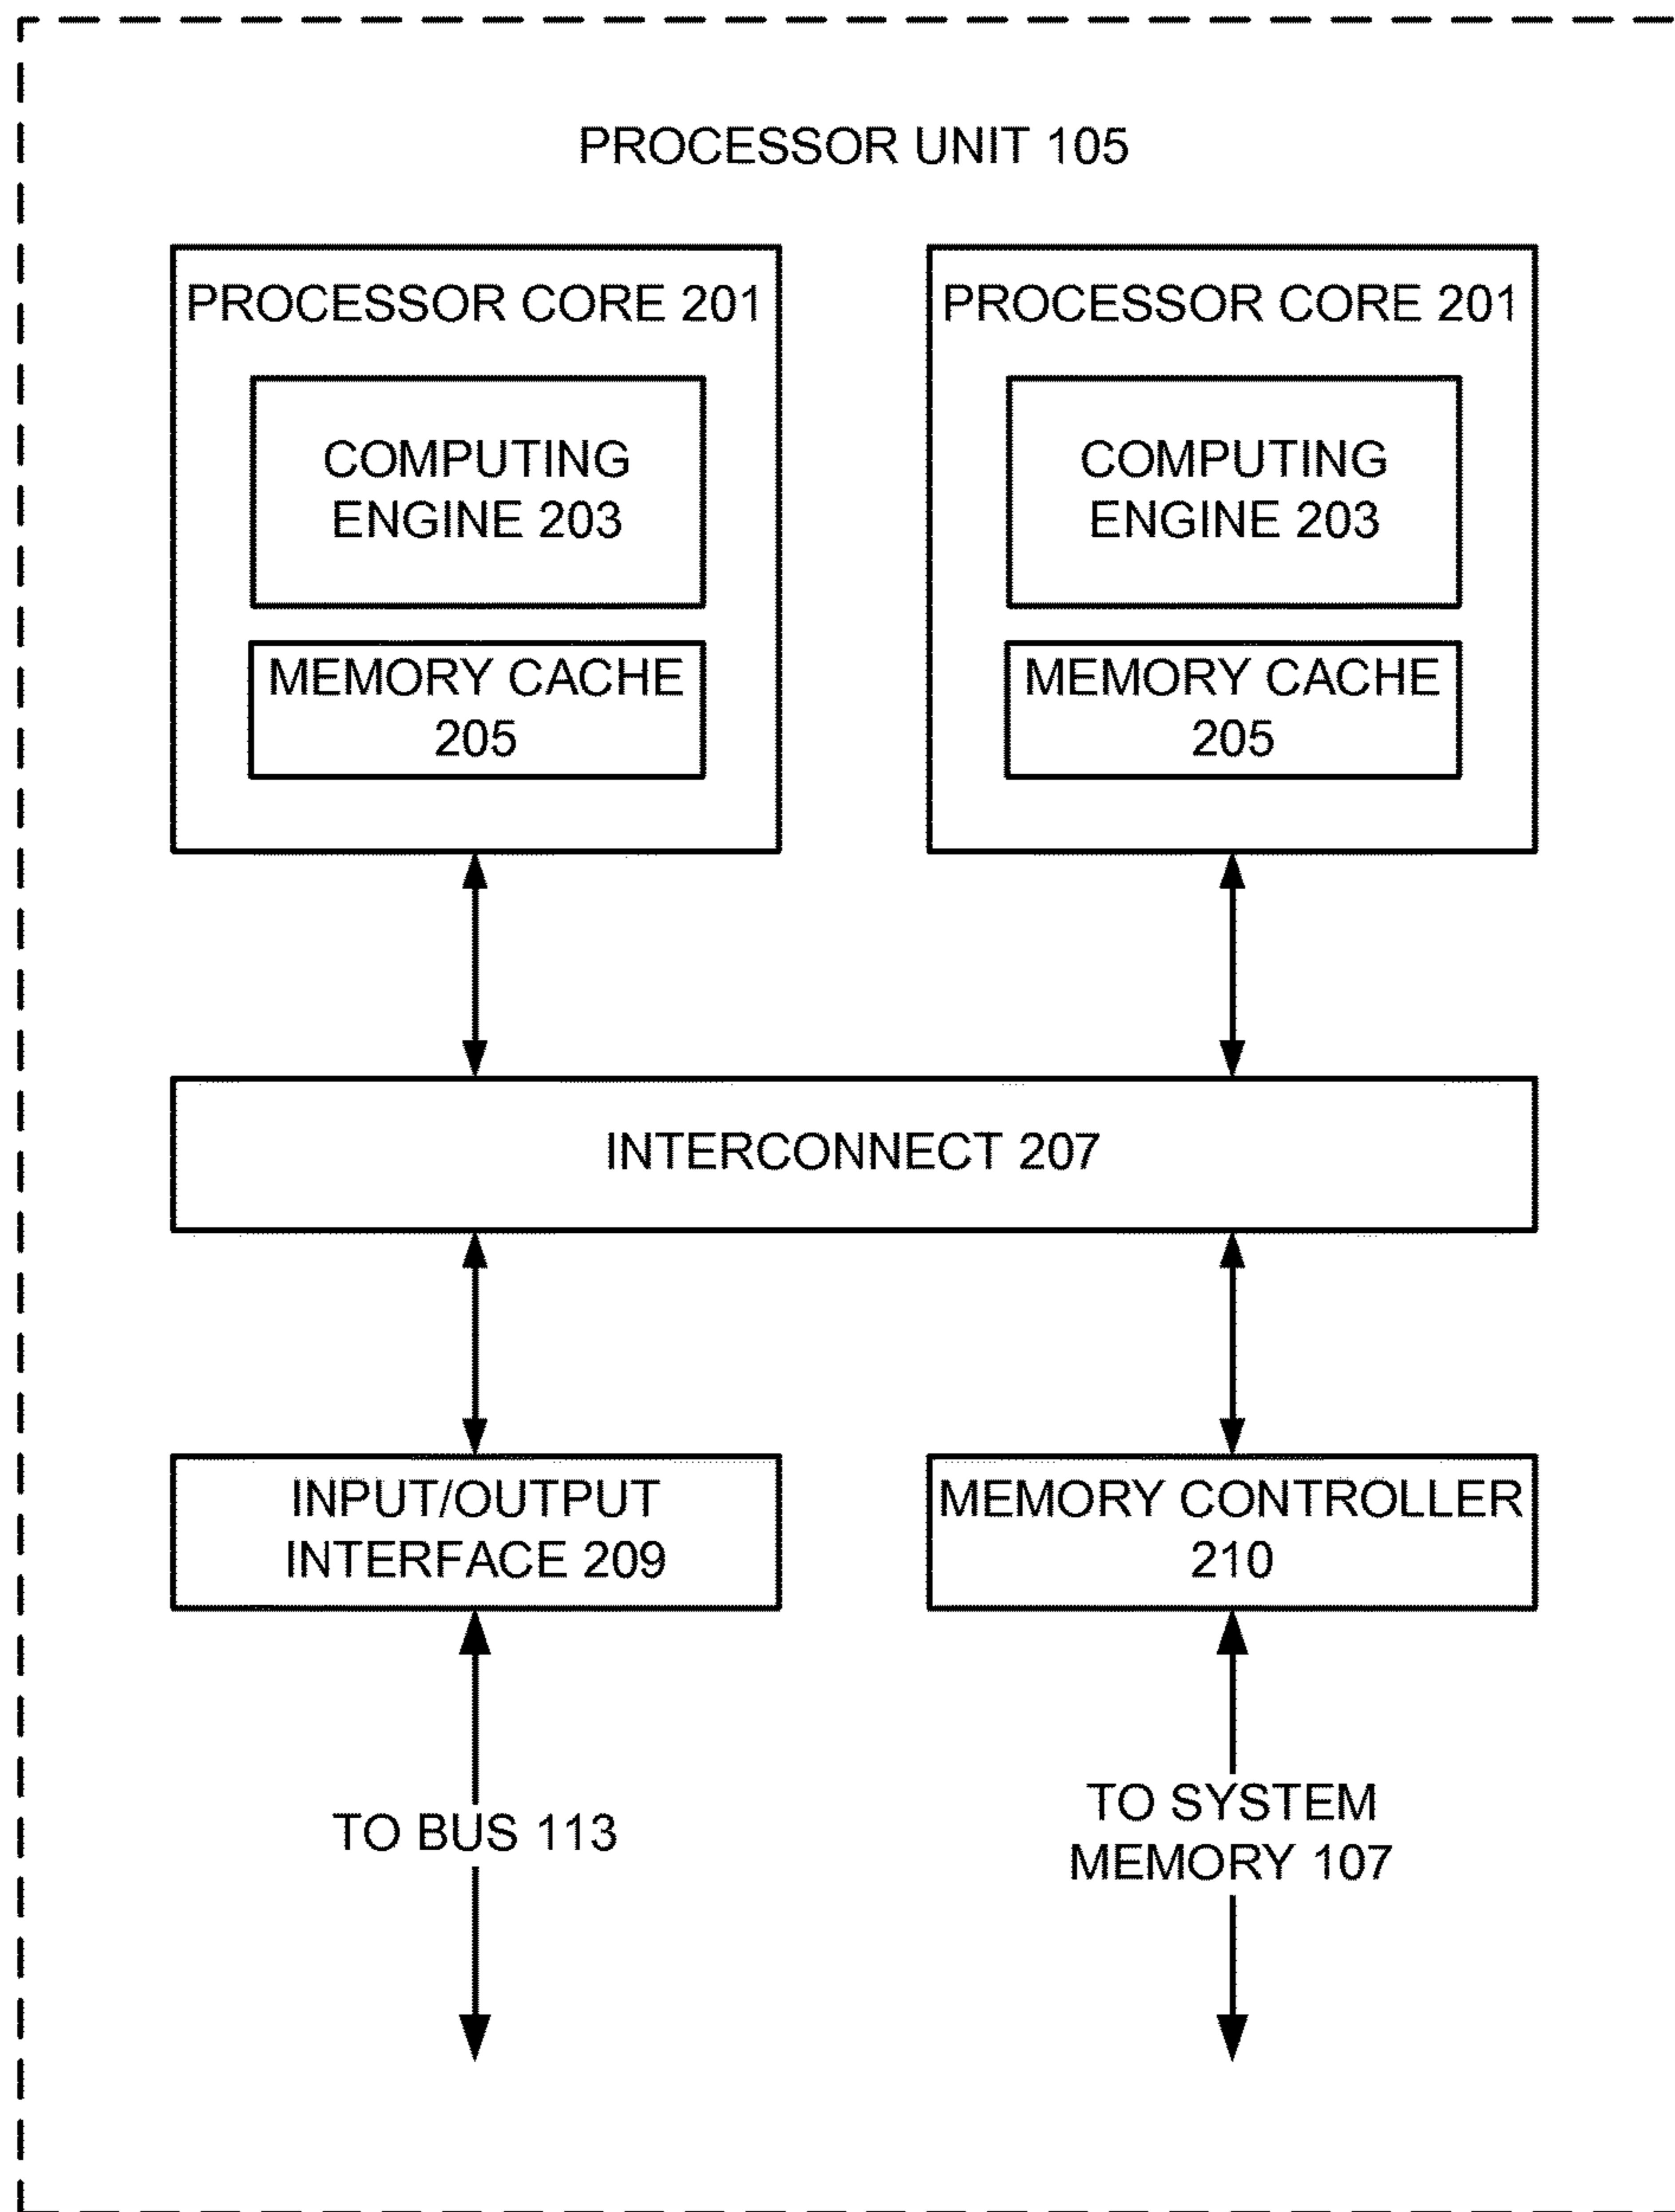 PROCESSOR UNIT 105
PROCESSOR CORE 201
COMPUTING
ENGINE 203
MEMORY CACHE
205
PROCESSOR CORE 201
COMPUTING
ENGINE 203
MEMORY CACHE
205
INTERCONNECT 207
INPUT/OUTPUT
INTERFACE 209
MEMORY CONTROLLER
210
TO BUS 113
TO SYSTEM
MEMORY 107